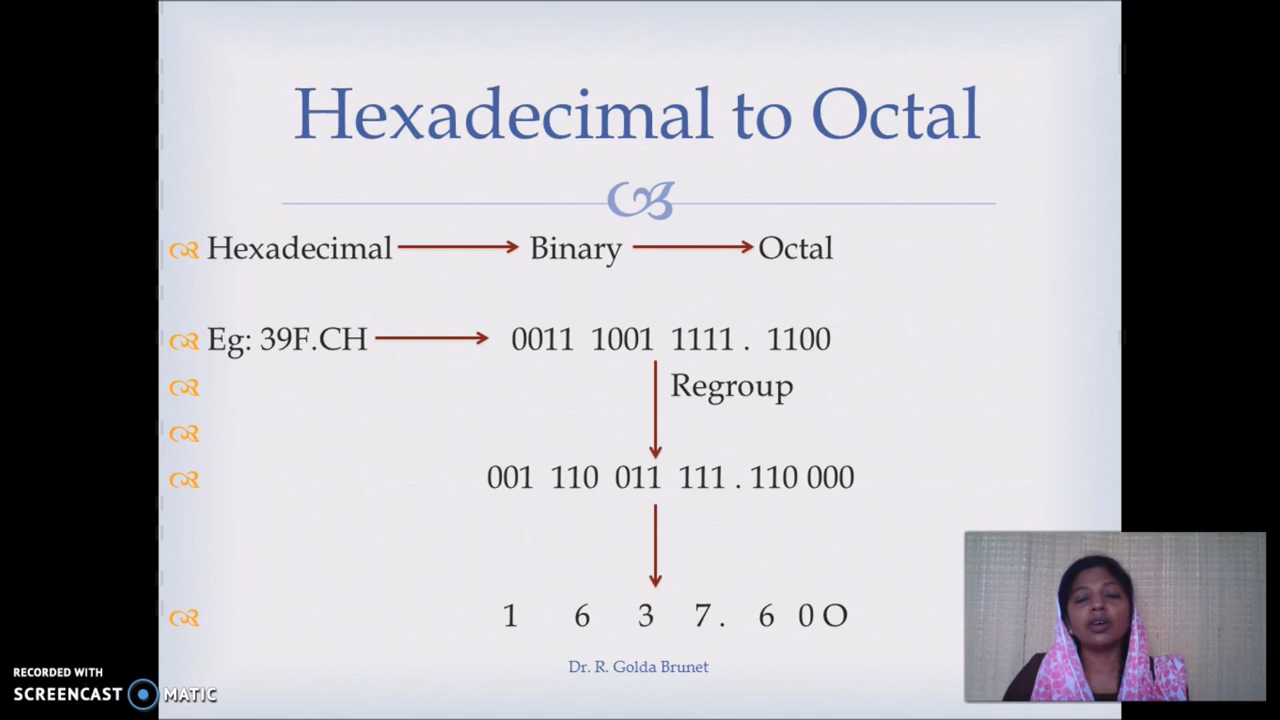 Hexadecimal to Octal
Hexadecimal Binary Octal
Eg: 39F.CH 0011 1001 1111 . 1100
Regroup
001 110 011 111 . 110 000
1 6 3 7 . 6 0 O
Dr. R. Golda Brunet
RECORDED WITH
SCREENCAST MATIC